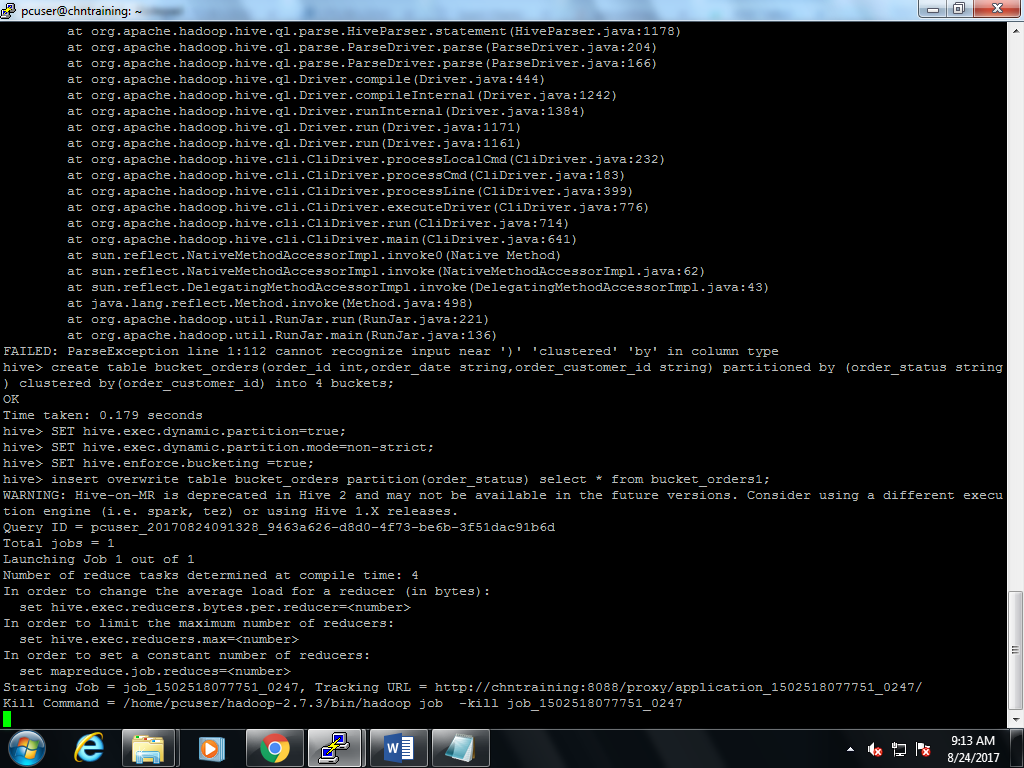 pcuser@chntraining: ~
at org.apache.hadoop.hive.ql.parse.HiveParser.statement(HiveParser.java:1178)
at org.apache.hadoop.hive.ql.parse.ParseDriver.parse(ParseDriver.java:204)
at org.apache.hadoop.hive.ql.parse.ParseDriver.parse(ParseDriver.java:166)
at org.apache.hadoop.hive.ql.Driver.compile(Driver.java:444)
at org.apache.hadoop.hive.ql.Driver.compileInternal(Driver.java:1242)
at org.apache.hadoop.hive.ql.Driver.runInternal(Driver.java:1384)
at org.apache.hadoop.hive.ql.Driver.run(Driver.java:1171)
at org.apache.hadoop.hive.ql.Driver.run(Driver.java:1161)
at org.apache.hadoop.hive.cli.CliDriver.processLocalCmd(CliDriver.java:232)
at org.apache.hadoop.hive.cli.CliDriver.processCmd(CliDriver.java:183)
at org.apache.hadoop.hive.cli.CliDriver.processLine(CliDriver.java:399)
at org.apache.hadoop.hive.cli.CliDriver.executeDriver(CliDriver.java:776)
at org.apache.hadoop.hive.cli.CliDriver.run(CliDriver.java:714)
at org.apache.hadoop.hive.cli.CliDriver.main(CliDriver.java:641)
at sun.reflect.NativeMethodAccessorImpl.invoke0(Native Method)
at sun.reflect.NativeMethodAccessorImpl.invoke(NativeMethodAccessorImpl.java:62)
at sun.reflect.DelegatingMethodAccessorImpl.invoke(DelegatingMethodAccessorImpl.java:43)
at java.lang.reflect.Method.invoke(Method.java:498)
at org.apache.hadoop.util.RunJar.run(RunJar.java:221)
at org.apache.hadoop.util.RunJar.main(RunJar.java:136)
FAILED: ParseException line 1:112 cannot recognize input near ')' 'clustered' 'by' in column type
hive> create table bucket_orders(order_id int,order_date string,order_customer_id string) partitioned by (order_status string
) clustered by(order_customer_id) into 4 buckets;
OK
Time taken: 0.179 seconds
hive> SET hive.exec.dynamic.partition=true;
hive> SET hive.exec.dynamic.partition.mode=non-strict;
hive> SET hive.enforce.bucketing =true;
hive> insert overwrite table bucket_orders partition(order_status) select * from bucket_orders1;
WARNING: Hive-on-MR is deprecated in Hive 2 and may not be available in the future versions. Consider using a different execu
tion engine (i.e. spark, tez) or using Hive 1.X releases.
Query ID = pcuser_20170824091328_9463a626-d8d0-4f73-be6b-3f51dac91b6d
Total jobs = 1
Launching Job 1 out of 1
Number of reduce tasks determined at compile time: 4
In order to change the average load for a reducer (in bytes):
set hive.exec.reducers.bytes.per.reducer=<number>
In order to limit the maximum number of reducers:
set hive.exec.reducers.max=<number>
In order to set a constant number of reducers:
set mapreduce.job.reduces=<number>
Starting Job = job_1502518077751_0247, Tracking URL = http://chntraining:8088/proxy/application_1502518077751_0247/
Kill Command = /home/pcuser/hadoop-2.7.3/bin/hadoop job  -kill job_1502518077751_0247
9:13 AM
8/24/2017